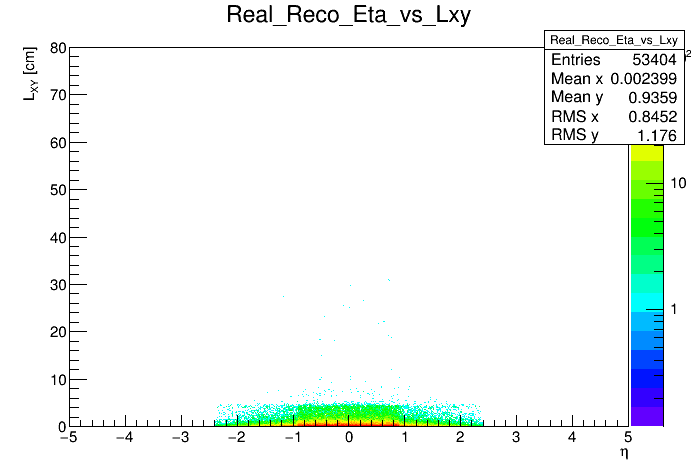 Real_Reco_Eta_vs_Lxy
Real_Reco_Eta_vs_Lxy
Entries 53404
Mean x 0.002399
Mean y 0.9359
RMS x 0.8452
RMS y 1.176
L_XY [cm]
80
70
60
50
40
30
20
10
0
−5 −4 −3 −2 −1 0 1 2 3 4 5
η
2
10
1